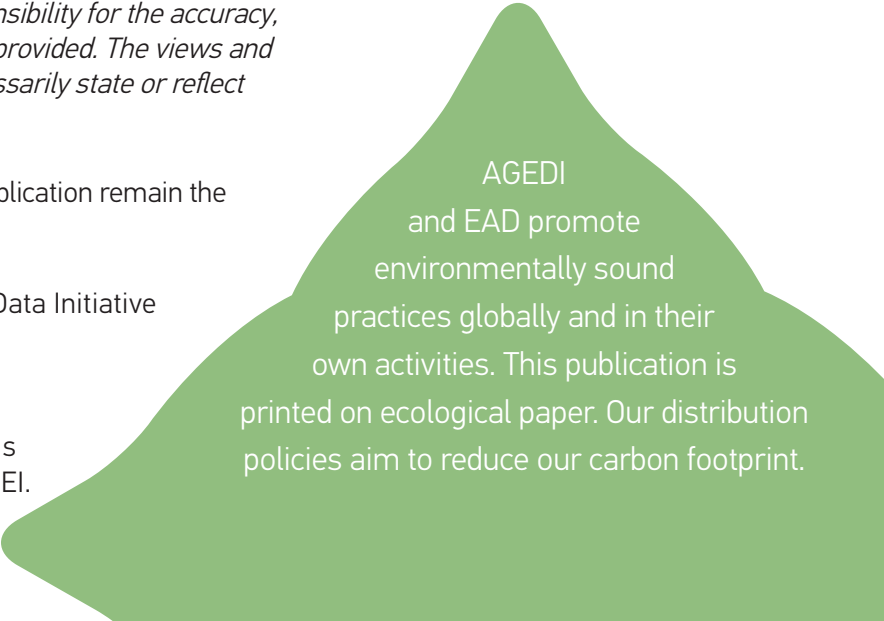 nsibility for the accuracy,
provided. The views and
ssarily state or reflect
blication remain the
Data Initiative
s
EI.
AGEDI
and EAD promote
environmentally sound
practices globally and in their
own activities. This publication is
printed on ecological paper. Our distribution
policies aim to reduce our carbon footprint.